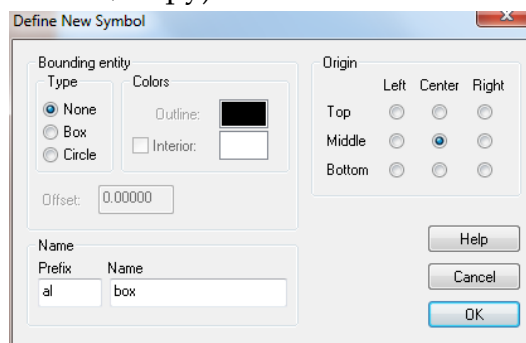 Define New Symbol
Bounding entity
Type
Colors
None
Box
Circle
Outline:
Interior:
Offset: 0.00000
Origin
Left Center Right
Top
Middle
Bottom
Name
Prefix Name
al box
Help
Cancel
OK